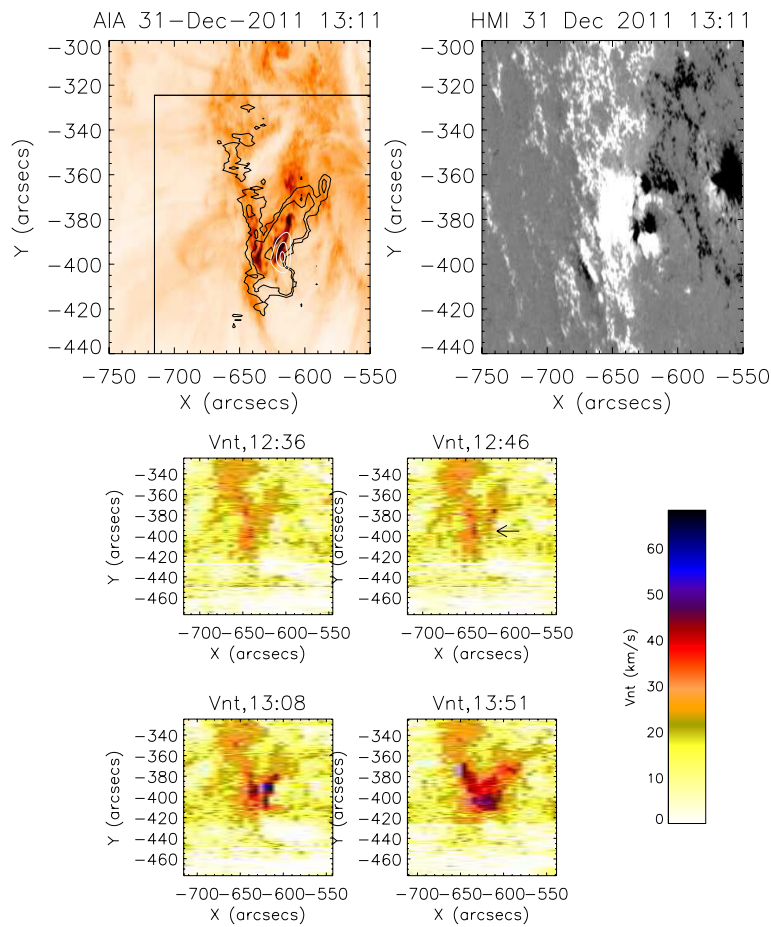 AIA 31-Dec-2011 13:11
HMI 31 Dec 2011 13:11
-300
-320
-340
-360
-380
-400
-420
-440
Y (arcsecs)
-750 -700 -650 -600 -550
X (arcsecs)
-300
-320
-340
-360
-380
-400
-420
-440
Y (arcsecs)
-750 -700 -650 -600 -550
X (arcsecs)
Vnt,12:36
-340
-360
-380
-400
-420
-440
-460
Y (arcsecs)
-700-650-600-550
X (arcsecs)
Vnt,12:46
-340
-360
-380
-400
-420
-440
-460
Y (arcsecs)
-700-650-600-550
X (arcsecs)
Vnt,13:08
-340
-360
-380
-400
-420
-440
-460
Y (arcsecs)
-700-650-600-550
X (arcsecs)
Vnt,13:51
-340
-360
-380
-400
-420
-440
-460
Y (arcsecs)
-700-650-600-550
X (arcsecs)
60
50
40
30
20
10
0
Vnt (km/s)